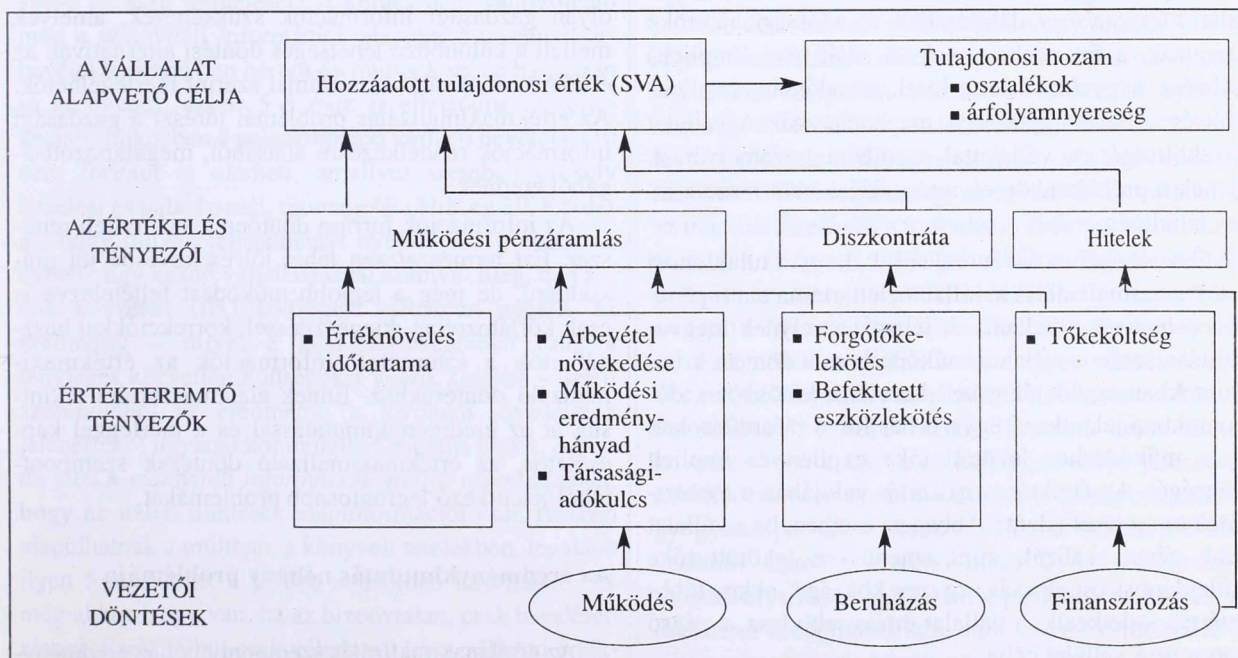 A VÁLLALAT
ALAPVETŐ CÉLJA
Hozzáadott tulajdonosi érték (SVA)
Tulajdonosi hozam
■ osztalékok
■ árfolyamnyereség
AZ ÉRTÉKELÉS
TÉNYEZŐI
Működési pénzáramlás
Diszkontráta
Hitelek
ÉRTÉKTEREMTŐ
TÉNYEZŐK
■ Értéknövelés
időtartama
■ Árbevétel
növekedése
■ Működési
eredmény-
hányad
■ Társasági-
adókulcs
■ Forgótőke-
lekötés
■ Befektetett
eszközlekötés
■ Tőkeköltség
VEZETŐI
DÖNTÉSEK
Működés
Beruházás
Finanszírozás